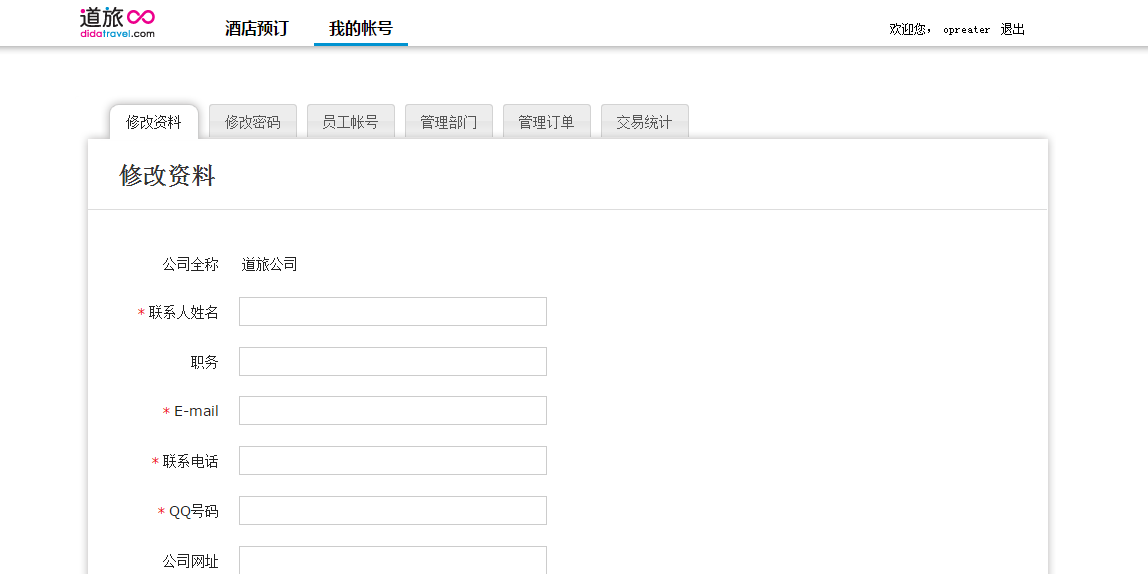 道旅
didatravel.com
酒店预订 我的帐号
欢迎您， opreater 退出
修改资料 修改密码 员工帐号 管理部门 管理订单 交易统计
修改资料
公司全称 道旅公司
* 联系人姓名
职务
* E-mail
* 联系电话
* QQ号码
公司网址